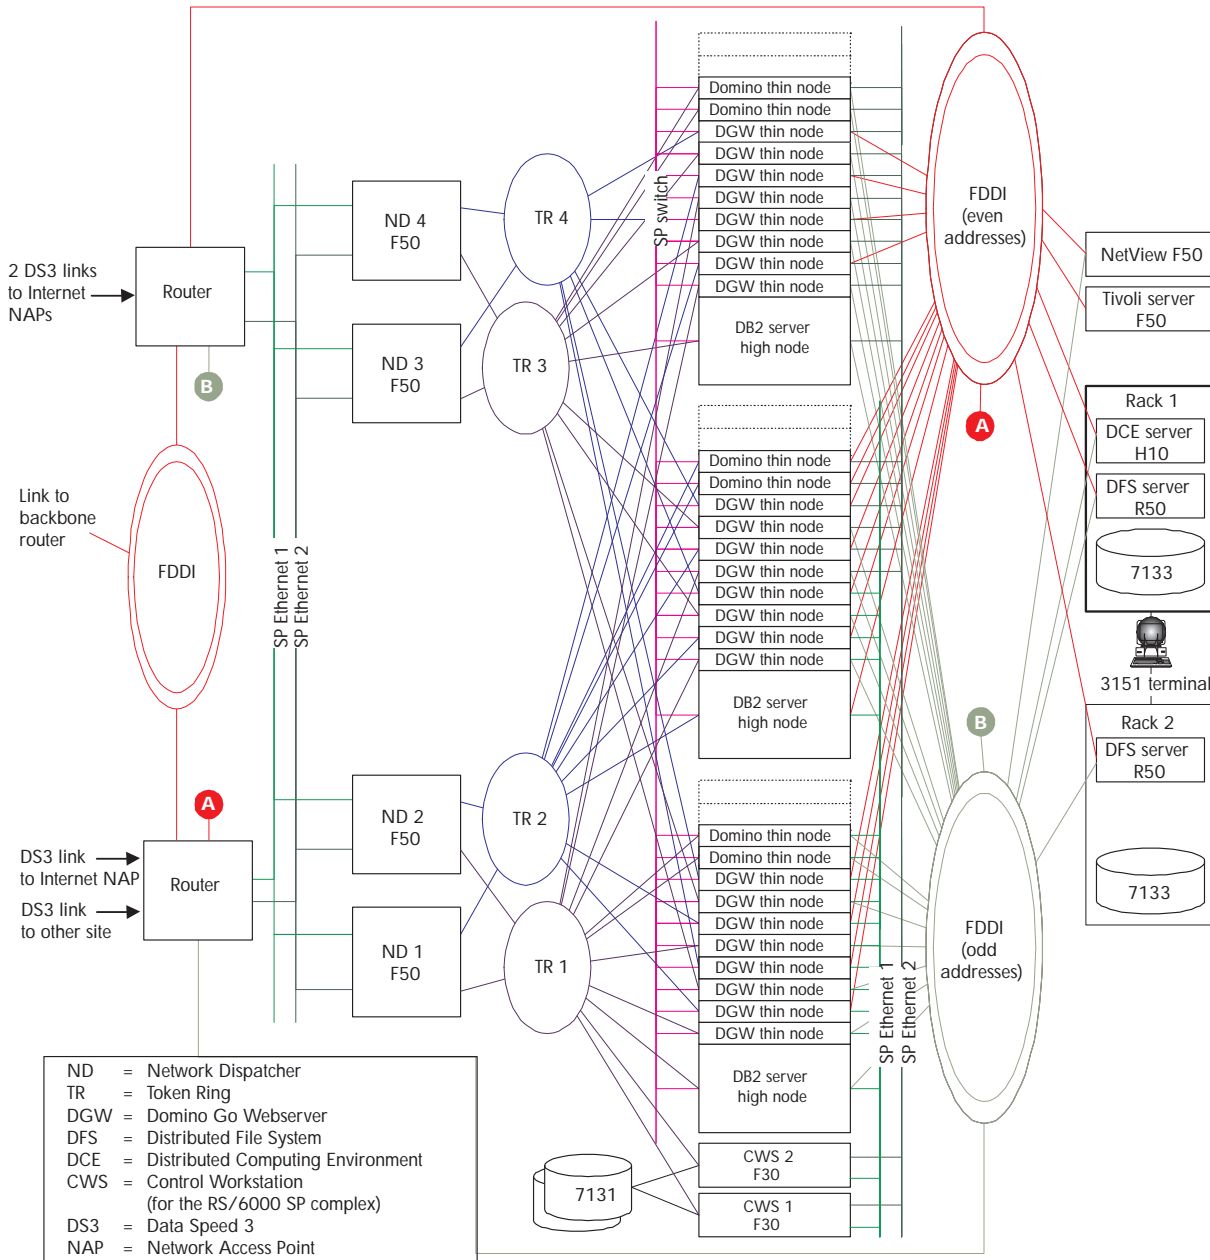 2 DS3 links
to Internet
NAPs
Router
B
Link to
backbone
router
FDDI
A
DS3 link
to Internet NAP
DS3 link
to other site
Router
SP Ethernet 1
SP Ethernet 2
ND 4
F50
ND 3
F50
ND 2
F50
ND 1
F50
TR 4
TR 3
TR 2
TR 1
SP switch
Domino thin node
Domino thin node
DGW thin node
DGW thin node
DGW thin node
DGW thin node
DGW thin node
DGW thin node
DGW thin node
DGW thin node
DB2 server
high node
Domino thin node
Domino thin node
DGW thin node
DGW thin node
DGW thin node
DGW thin node
DGW thin node
DGW thin node
DGW thin node
DGW thin node
DB2 server
high node
Domino thin node
Domino thin node
DGW thin node
DGW thin node
DGW thin node
DGW thin node
DGW thin node
DGW thin node
DGW thin node
DGW thin node
DB2 server
high node
CWS 2
F30
CWS 1
F30
7131
SP Ethernet 1
SP Ethernet 2
FDDI
(even
addresses)
A
B
FDDI
(odd
addresses)
NetView F50
Tivoli server
F50
Rack 1
DCE server
H10
DFS server
R50
7133
3151 terminal
Rack 2
DFS server
R50
7133
ND = Network Dispatcher
TR = Token Ring
DGW = Domino Go Webserver
DFS = Distributed File System
DCE = Distributed Computing Environment
CWS = Control Workstation
(for the RS/6000 SP complex)
DS3 = Data Speed 3
NAP = Network Access Point